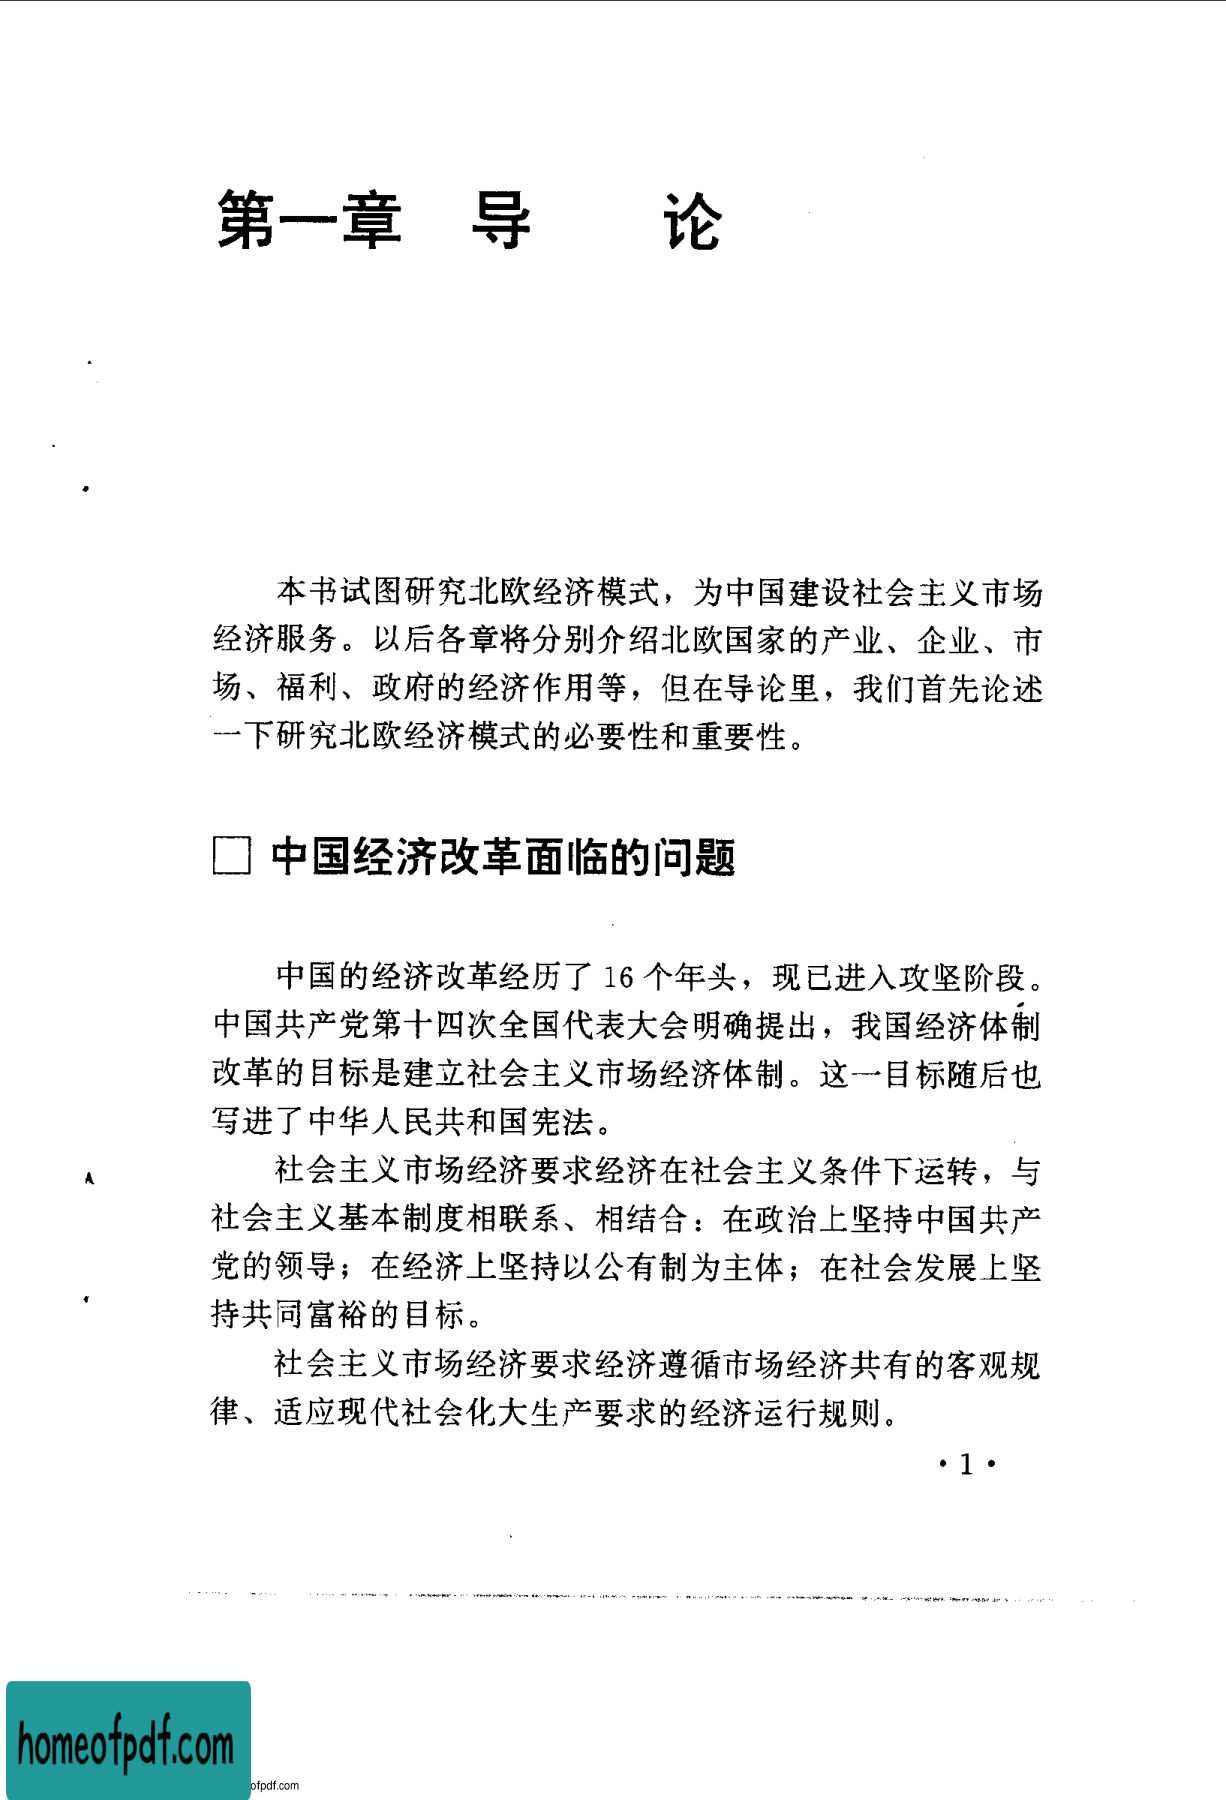 第一章 导 论
本书试图研究北欧经济模式，为中国建设社会主义市场
经济服务。以后各章将分别介绍北欧国家的产业、企业、市
场、福利、政府的经济作用等，但在导论里，我们首先论述
一下研究北欧经济模式的必要性和重要性。
□ 中国经济改革面临的问题
中国的经济改革经历了 16 个年头，现已进入攻坚阶段。
中国共产党第十四次全国代表大会明确提出，我国经济体制
改革的目标是建立社会主义市场经济体制。这一目标随后也
写进了中华人民共和国宪法。
社会主义市场经济要求经济在社会主义条件下运转，与
社会主义基本制度相联系、相结合：在政治上坚持中国共产
党的领导；在经济上坚持以公有制为主体；在社会发展上坚
持共同富裕的目标。
社会主义市场经济要求经济遵循市场经济共有的客观规
律、适应现代社会化大生产要求的经济运行规则。
·1·
homeofpdf.com
ofpdf.com